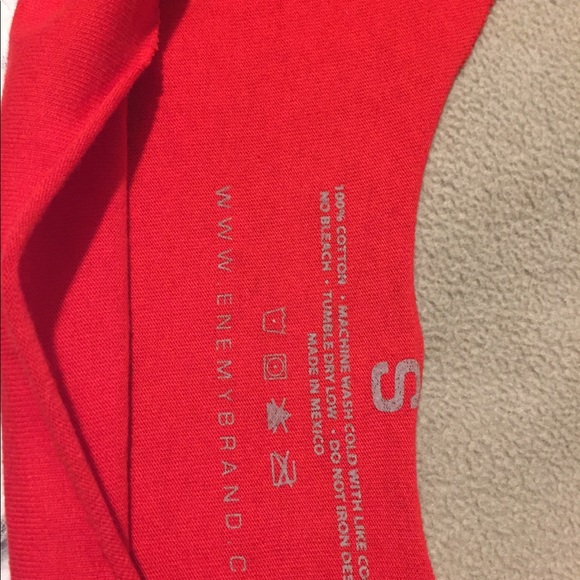 S
100% COTTON · MACHINE WASH COLD WITH LIKE CO
NO BLEACH · TUMBLE DRY LOW · DO NOT IRON DES
MADE IN MEXICO
WWW.ENEMYBRAND.C